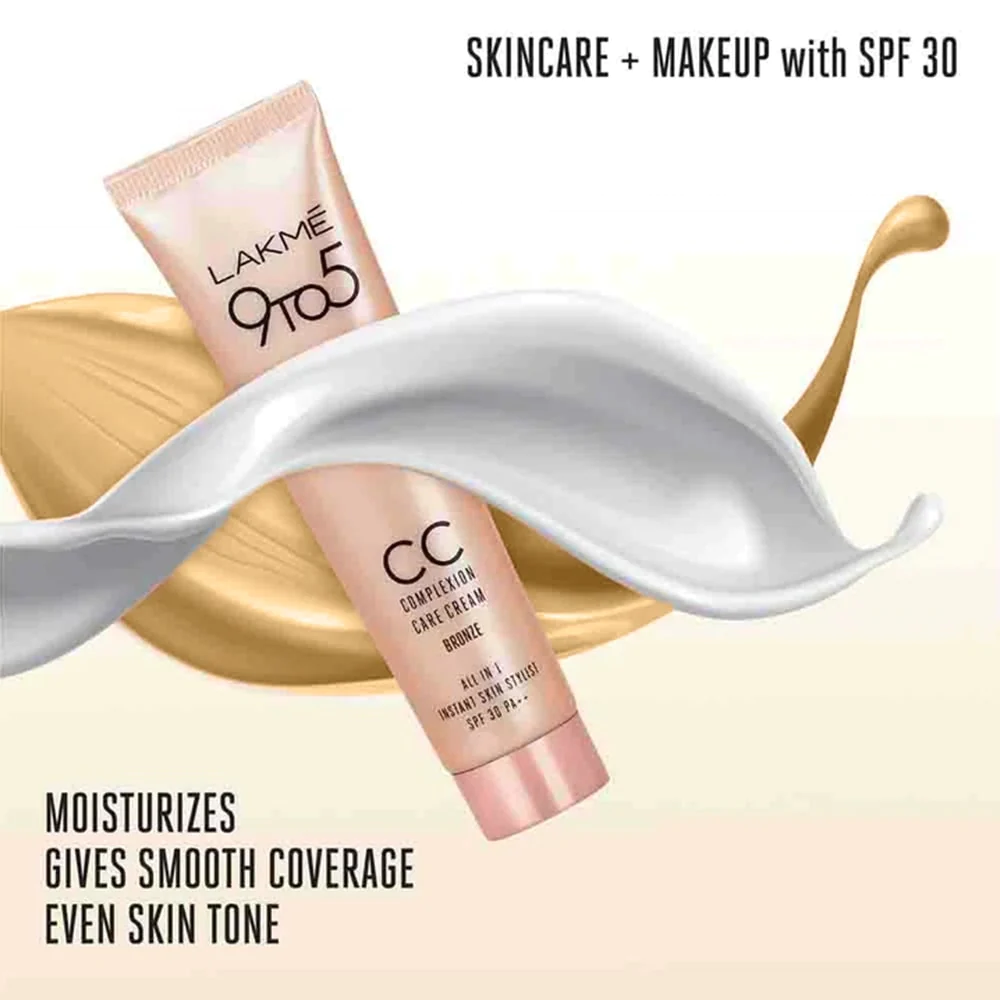 SKINCARE + MAKEUP with SPF 30
LAKMÉ
9TO5
CC
COMPLEXION
CARE CREAM
BRONZE
ALL IN 1
INSTANT SKIN STYLIST
SPF 30 PA++
MOISTURIZES
GIVES SMOOTH COVERAGE
EVEN SKIN TONE